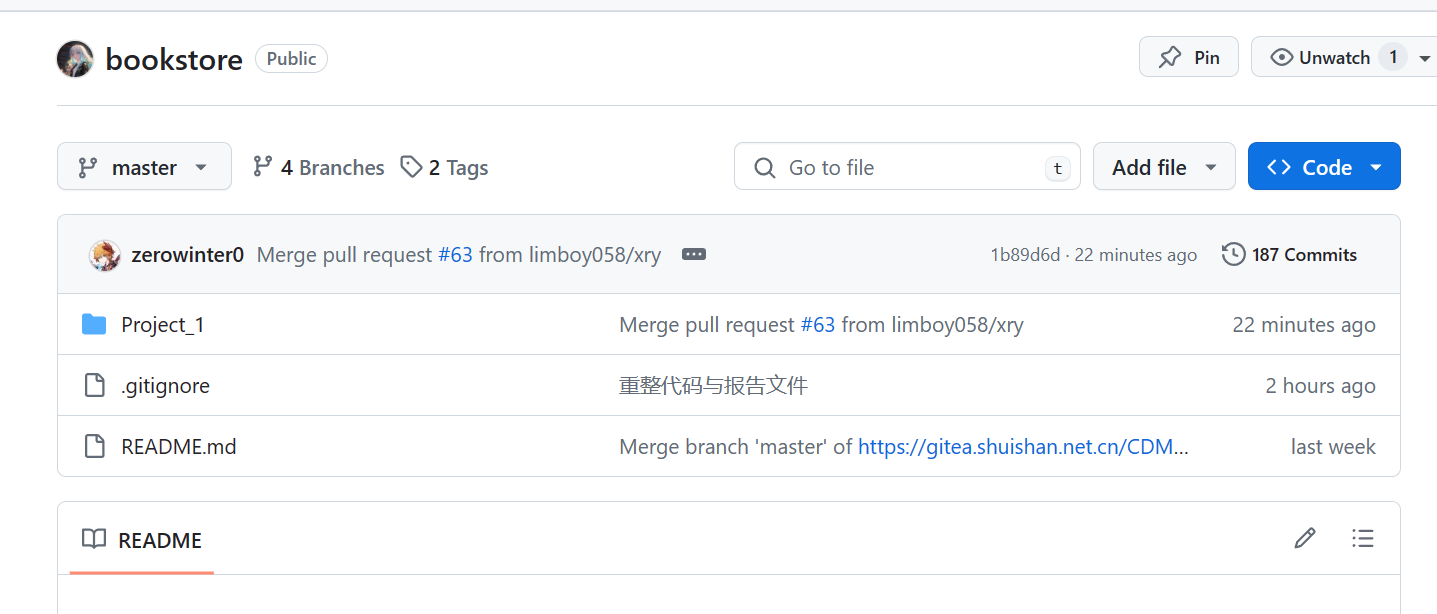 bookstore Public Pin Unwatch 1
master 4 Branches 2 Tags Go to file t Add file Code
zerowinter0 Merge pull request #63 from limboy058/xry 1b89d6d · 22 minutes ago 187 Commits
Project_1 Merge pull request #63 from limboy058/xry 22 minutes ago
.gitignore 重整代码与报告文件 2 hours ago
README.md Merge branch 'master' of https://gitea.shuishan.net.cn/CDM... last week
README